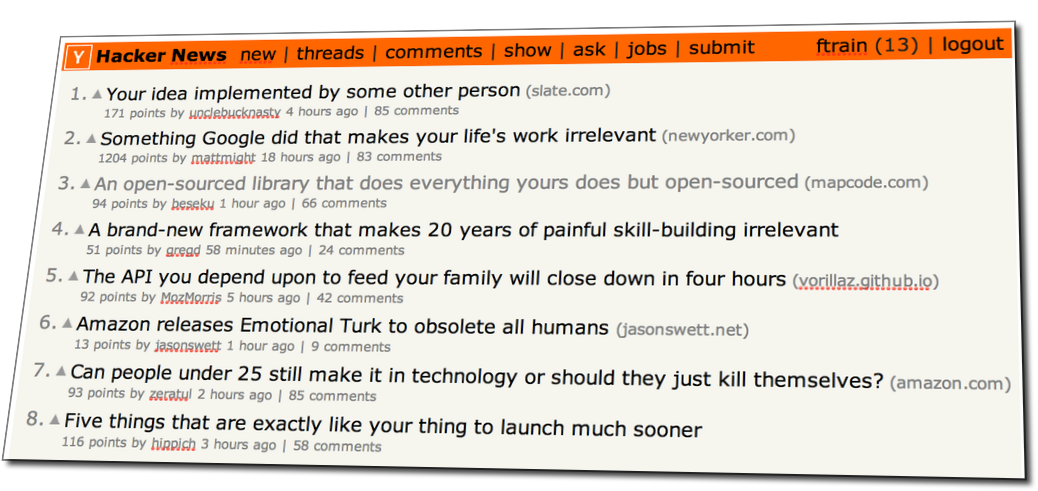 Y Hacker News new | threads | comments | show | ask | jobs | submit ftrain (13) | logout
1. ▲ Your idea implemented by some other person (slate.com)
171 points by unclebucknasty 4 hours ago | 85 comments
2. ▲ Something Google did that makes your life's work irrelevant (newyorker.com)
1204 points by mattmight 18 hours ago | 83 comments
3. ▲ An open-sourced library that does everything yours does but open-sourced (mapcode.com)
94 points by beseku 1 hour ago | 66 comments
4. ▲ A brand-new framework that makes 20 years of painful skill-building irrelevant
51 points by gregd 58 minutes ago | 24 comments
5. ▲ The API you depend upon to feed your family will close down in four hours (vorillaz.github.io)
92 points by MozMorris 5 hours ago | 42 comments
6. ▲ Amazon releases Emotional Turk to obsolete all humans (jasonswett.net)
13 points by jasonswett 1 hour ago | 9 comments
7. ▲ Can people under 25 still make it in technology or should they just kill themselves? (amazon.com)
93 points by zeratul 2 hours ago | 85 comments
8. ▲ Five things that are exactly like your thing to launch much sooner
116 points by hippich 3 hours ago | 58 comments